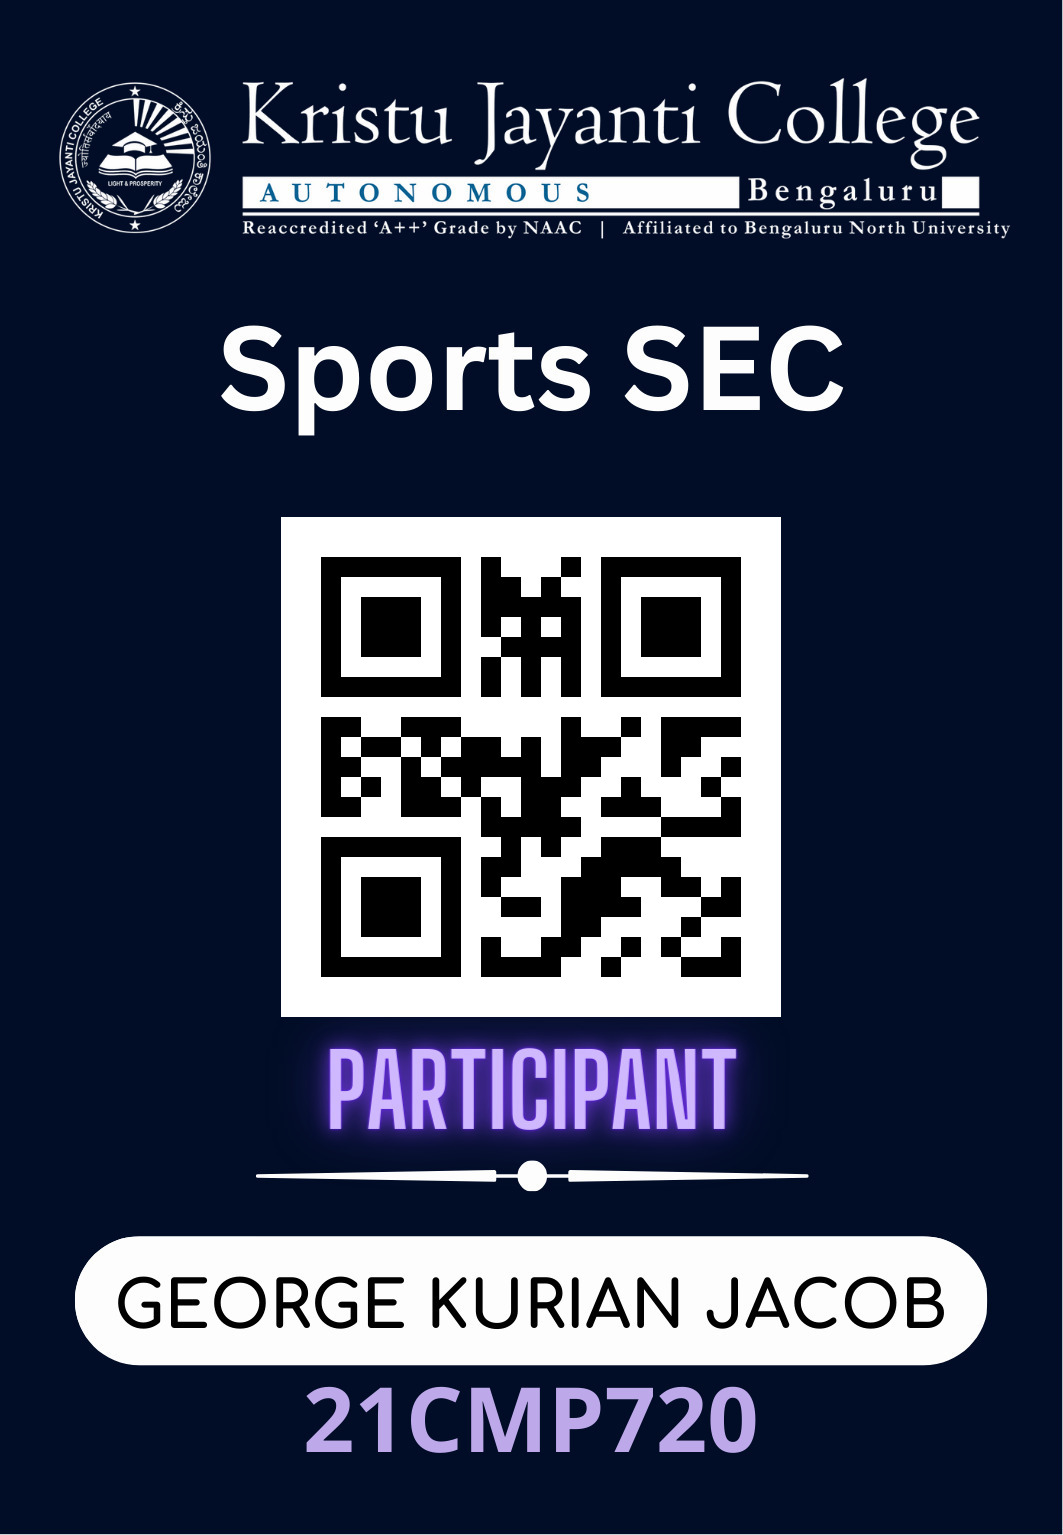 KRISTU JAYANTI COLLEGE
ಕ್ರಿಸ್ತು ಜಯಂತಿ ಕಾಲೇಜು
LIGHT & PROSPERITY
Kristu Jayanti College
AUTONOMOUS Bengaluru
Reaccredited ‘A++’ Grade by NAAC | Affiliated to Bengaluru North University
Sports SEC
PARTICIPANT
GEORGE KURIAN JACOB
21CMP720